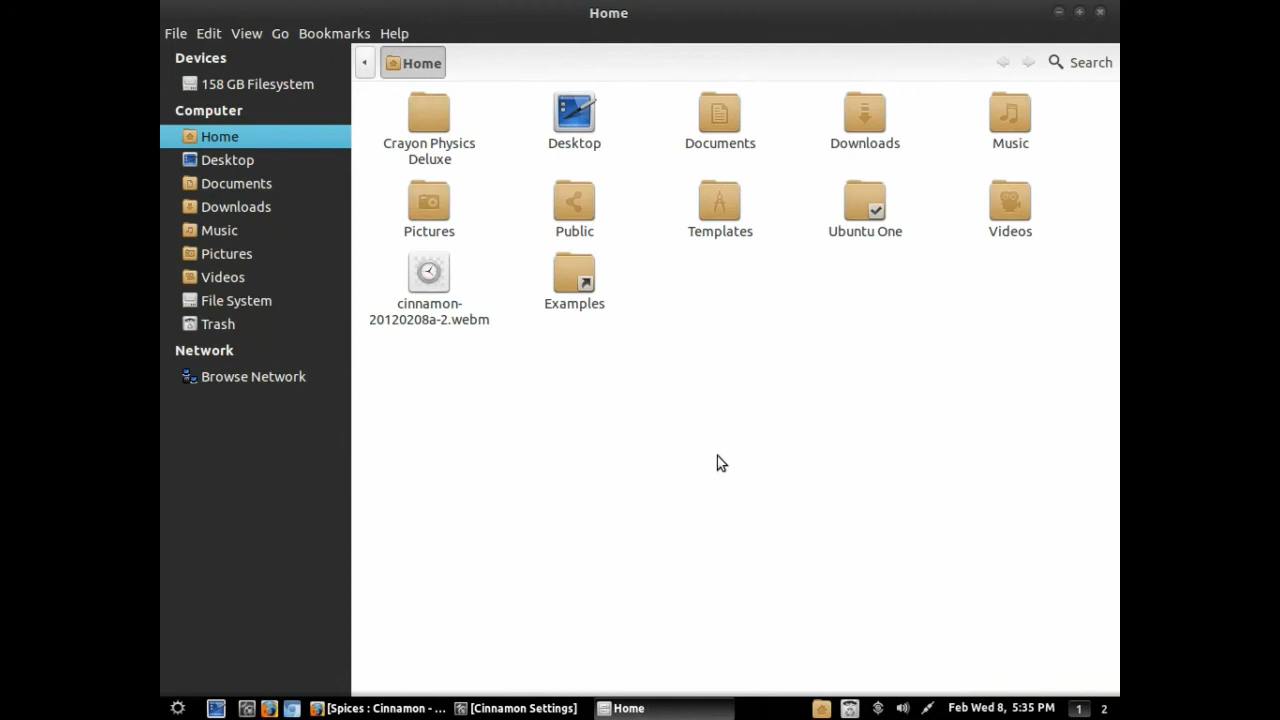 Home
File Edit View Go Bookmarks Help
Devices
158 GB Filesystem
Computer
Home
Desktop
Documents
Downloads
Music
Pictures
Videos
File System
Trash
Network
Browse Network
Home
Search
Crayon Physics
Deluxe
Desktop
Documents
Downloads
Music
Pictures
Public
Templates
Ubuntu One
Videos
cinnamon-
20120208a-2.webm
Examples
[Spices : Cinnamon - ...
[Cinnamon Settings]
Home
Feb Wed 8, 5:35 PM
1 2